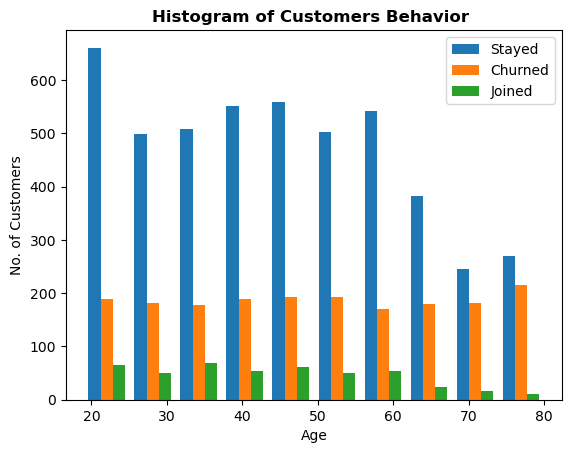 Histogram of Customers Behavior
Stayed
Churned
Joined
No. of Customers
600
500
400
300
200
100
0
20 30 40 50 60 70 80
Age